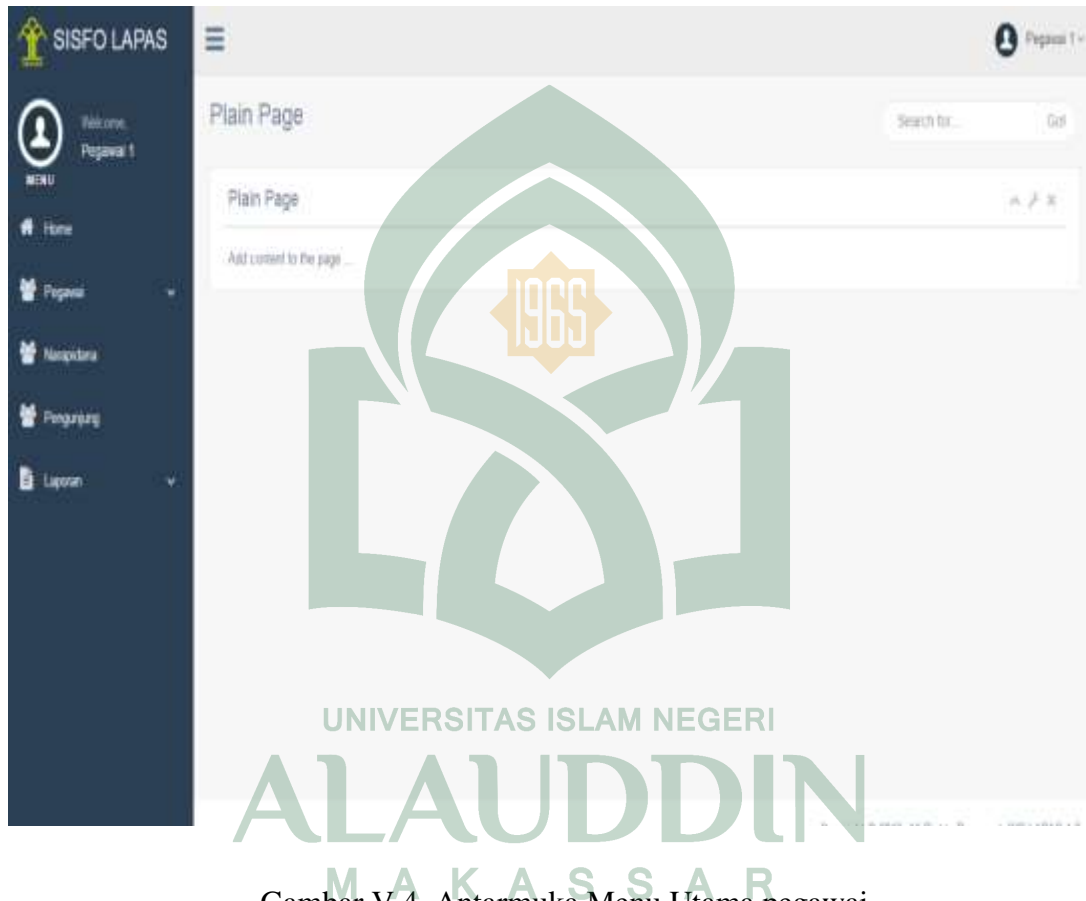 SISFO LAPAS
Pegawai 1
Welcome,
Pegawai 1
MENU
Home
Pegawai
Narapidana
Pengunjung
Laporan
Plain Page
Search for...
Go!
Plain Page
Add content to the page ...
1965
UNIVERSITAS ISLAM NEGERI
ALAUDDIN
MAKASSAR
Gambar V.4. Antarmuka Menu Utama pegawai